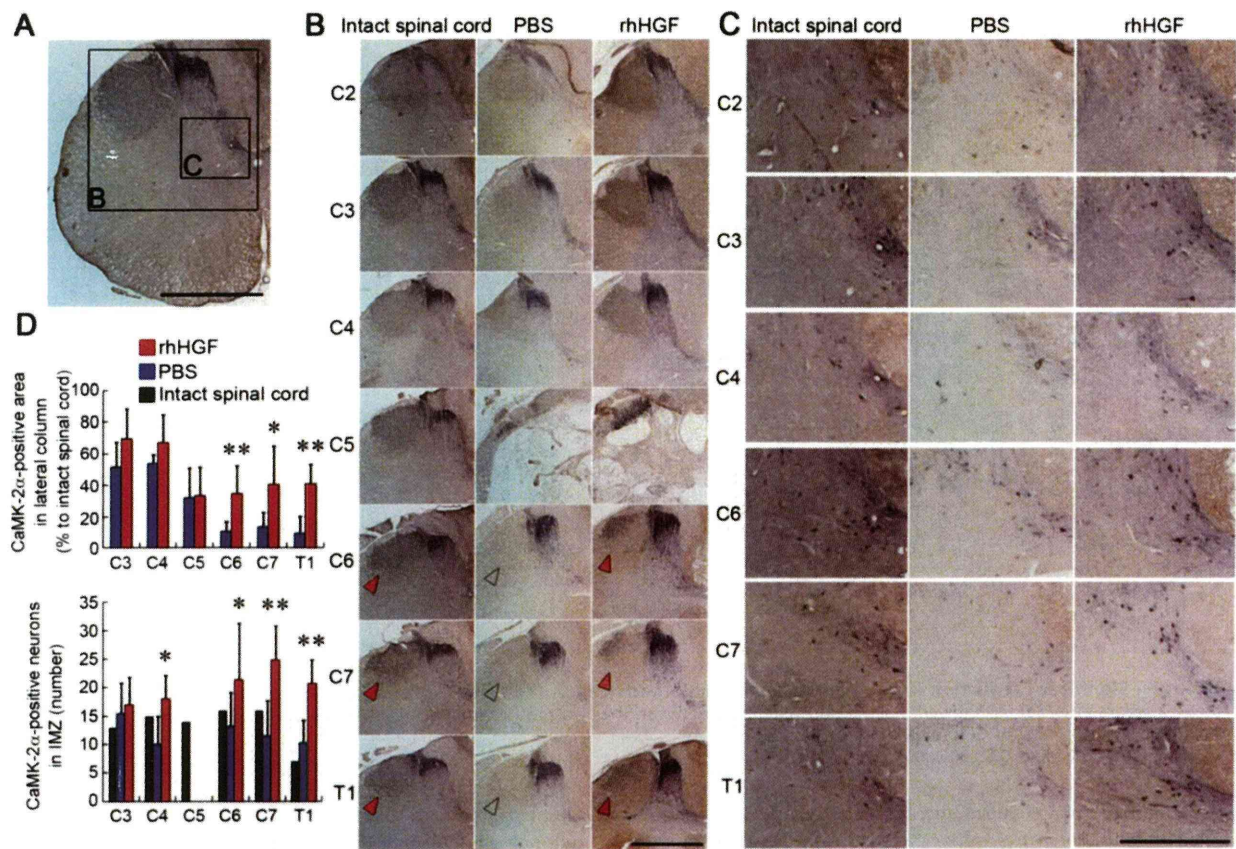 A
B
C
B
Intact spinal cord PBS rhHGF
C2
C3
C4
C5
C6
C7
T1
C
Intact spinal cord PBS rhHGF
C2
C3
C4
C6
C7
T1
D
rhHGF
PBS
Intact spinal cord
CaMK-2α-positive area
in lateral column
(% to intact spinal cord)
100
80
60
40
20
0
** * **
C3 C4 C5 C6 C7 T1
CaMK-2α-positive neurons
in IMZ (number)
35
30
25
20
15
10
5
0
* * ** **
C3 C4 C5 C6 C7 T1